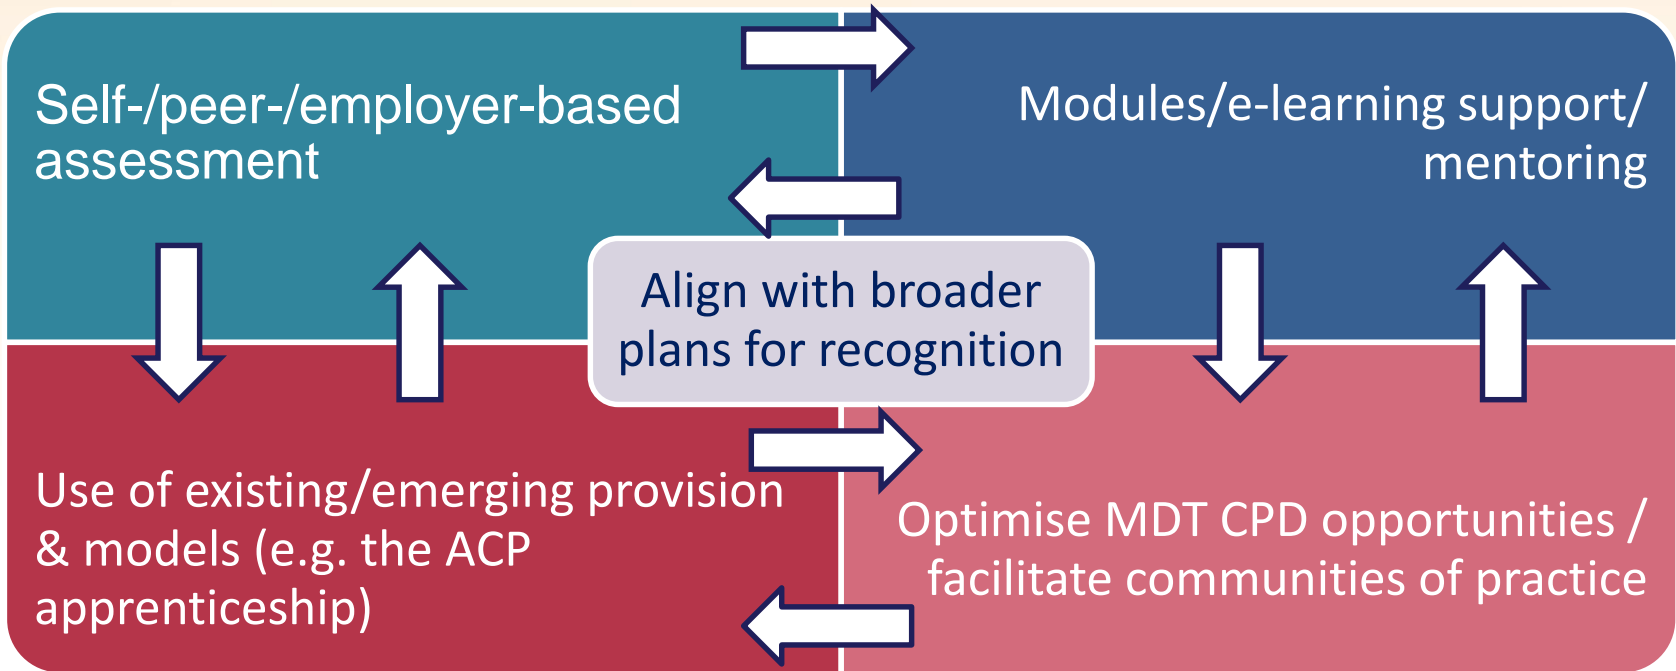 Self-/peer-/employer-based
assessment
Modules/e-learning support/
mentoring
Align with broader
plans for recognition
Use of existing/emerging provision
& models (e.g. the ACP
apprenticeship)
Optimise MDT CPD opportunities /
facilitate communities of practice